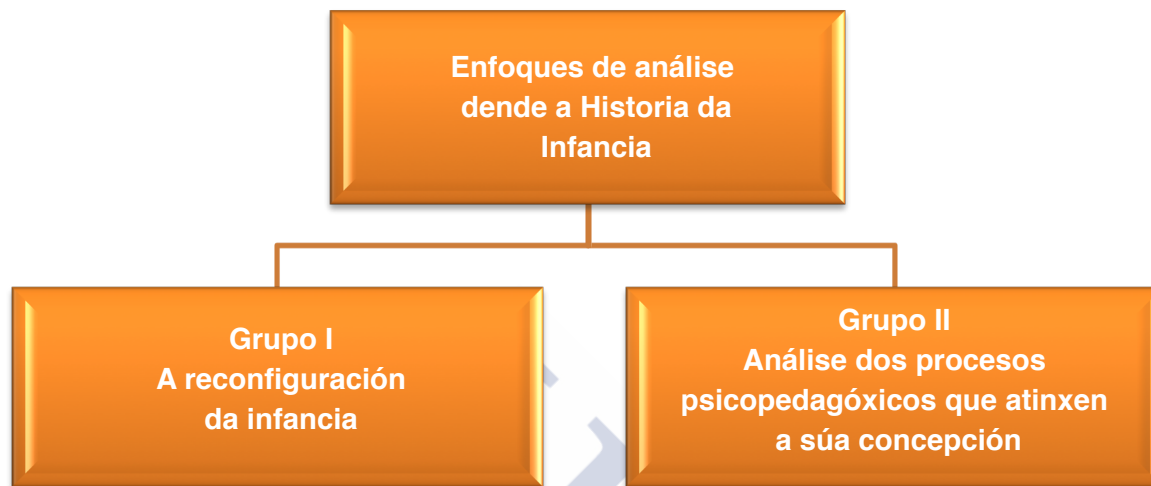 Enfoques de análise
dende a Historia da
Infancia
Grupo I
A reconfiguración
da infancia
Grupo II
Análise dos procesos
psicopedagóxicos que atinxen
a súa concepción